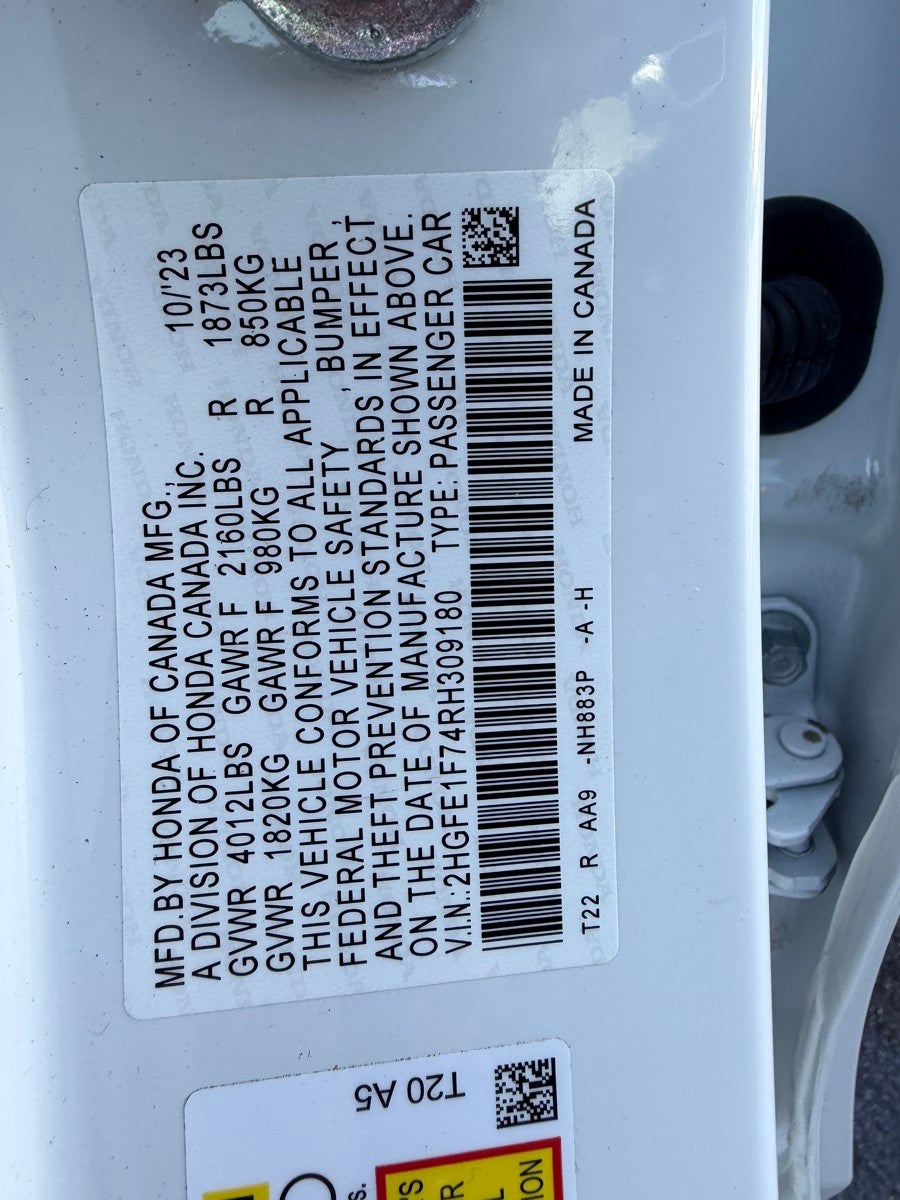 MFD.BY HONDA OF CANADA MFG., 10/'23
A DIVISION OF HONDA CANADA INC.
GVWR 4012LBS GAWR F 2160LBS R 1873LBS
GVWR 1820KG GAWR F 980KG R 850KG
THIS VEHICLE CONFORMS TO ALL APPLICABLE
FEDERAL MOTOR VEHICLE SAFETY , BUMPER ,
AND THEFT PREVENTION STANDARDS IN EFFECT
ON THE DATE OF MANUFACTURE SHOWN ABOVE.
V.I.N.:2HGFE1F74RH309180 TYPE:PASSENGER CAR
T22 R AA9 -NH883P -A -H MADE IN CANADA
T20 A5